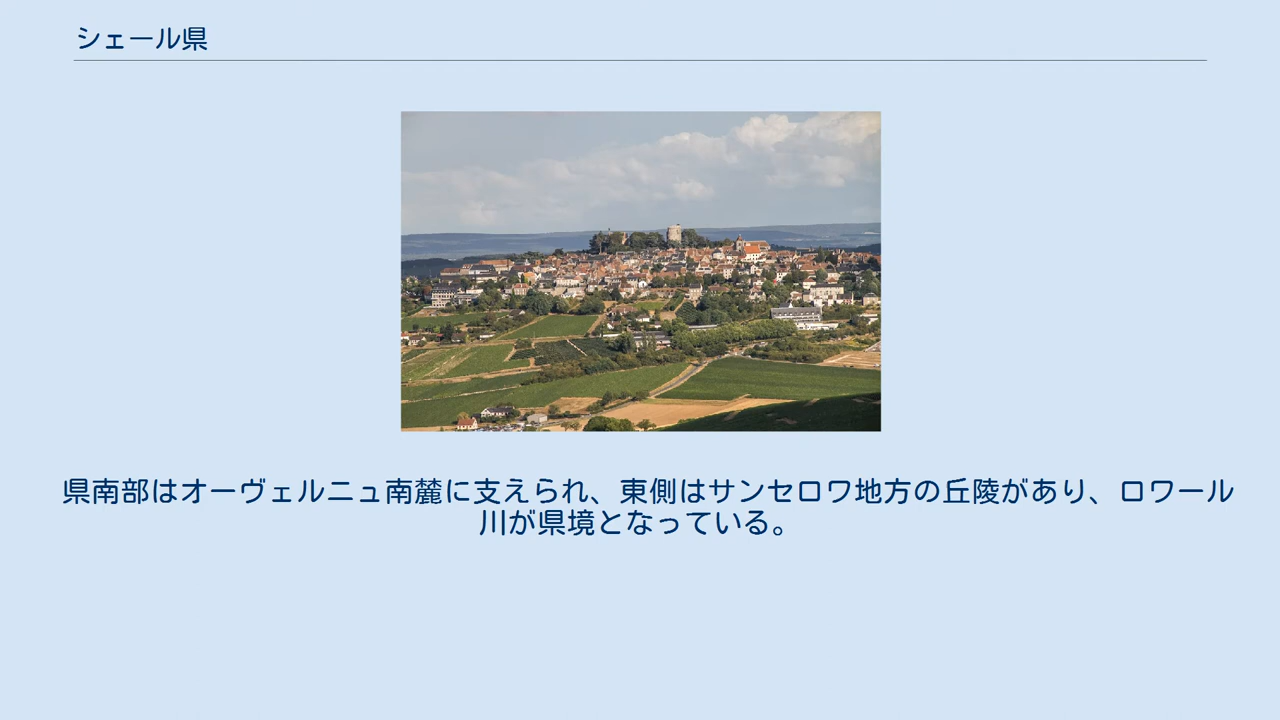 シェール県
県南部はオーヴェルニュ南麓に支えられ、東側はサンセロワ地方の丘陵があり、ロワール
川が県境となっている。